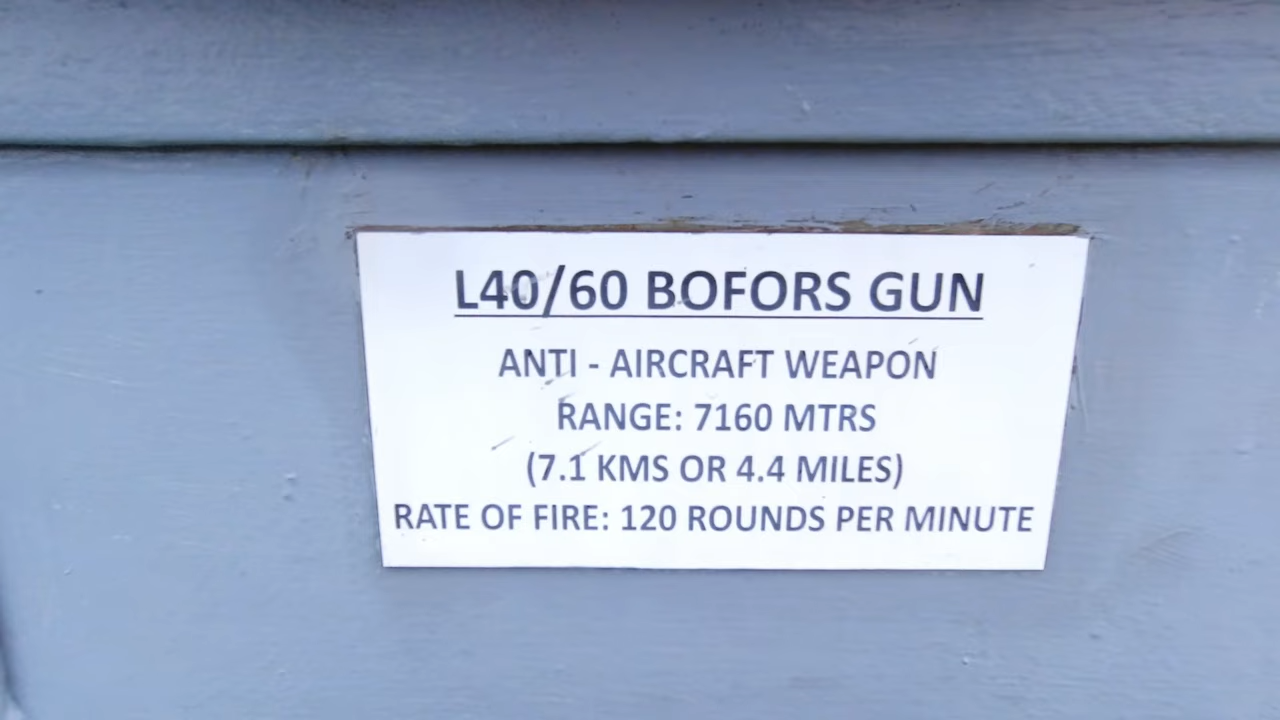 L40/60 BOFORS GUN
ANTI - AIRCRAFT WEAPON
RANGE: 7160 MTRS
(7.1 KMS OR 4.4 MILES)
RATE OF FIRE: 120 ROUNDS PER MINUTE